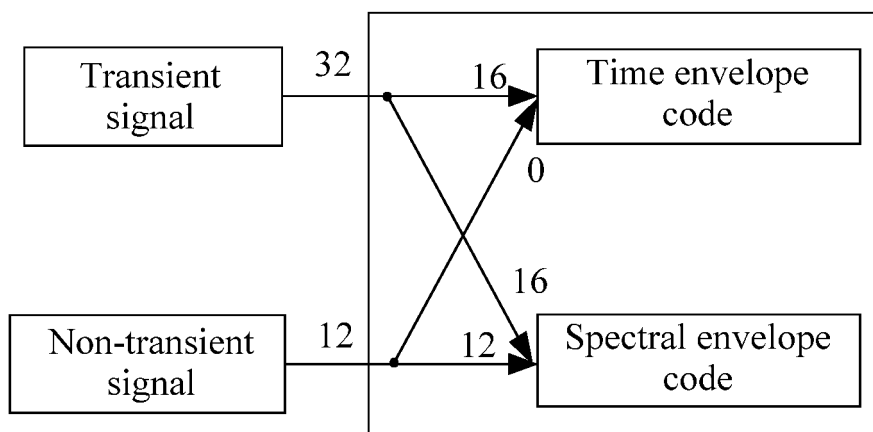 Transient
signal
32
16
Time envelope
code
0
16
Non-transient
signal
12
12
Spectral envelope
code